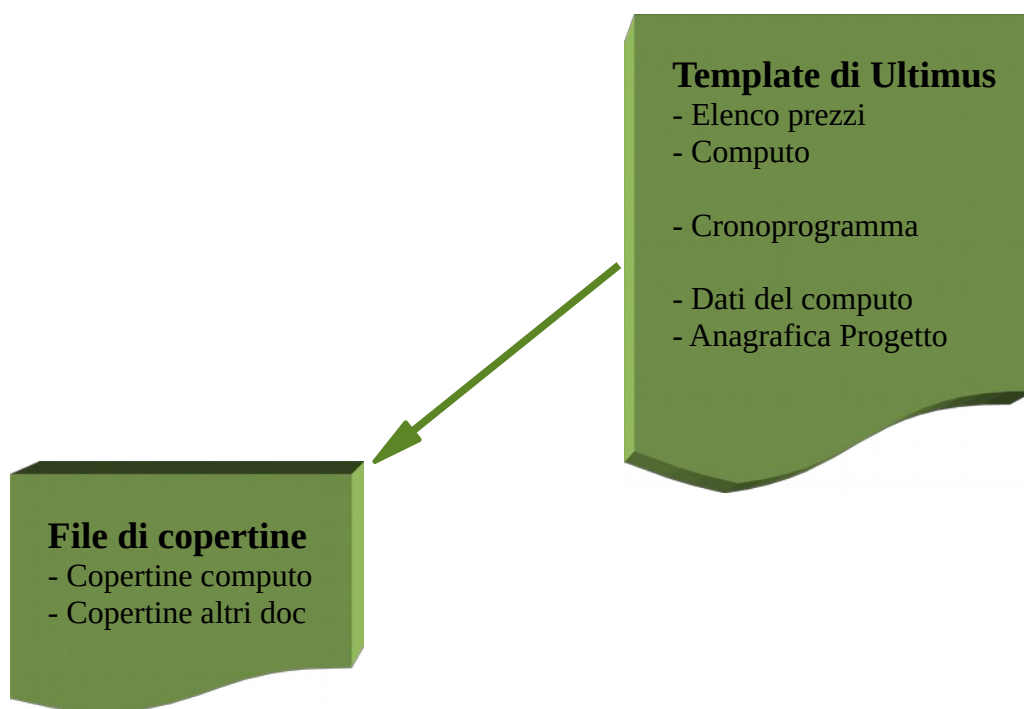 Template di Ultimus
- Elenco prezzi
- Computo
- Cronoprogramma
- Dati del computo
- Anagrafica Progetto
File di copertine
- Copertine computo
- Copertine altri doc